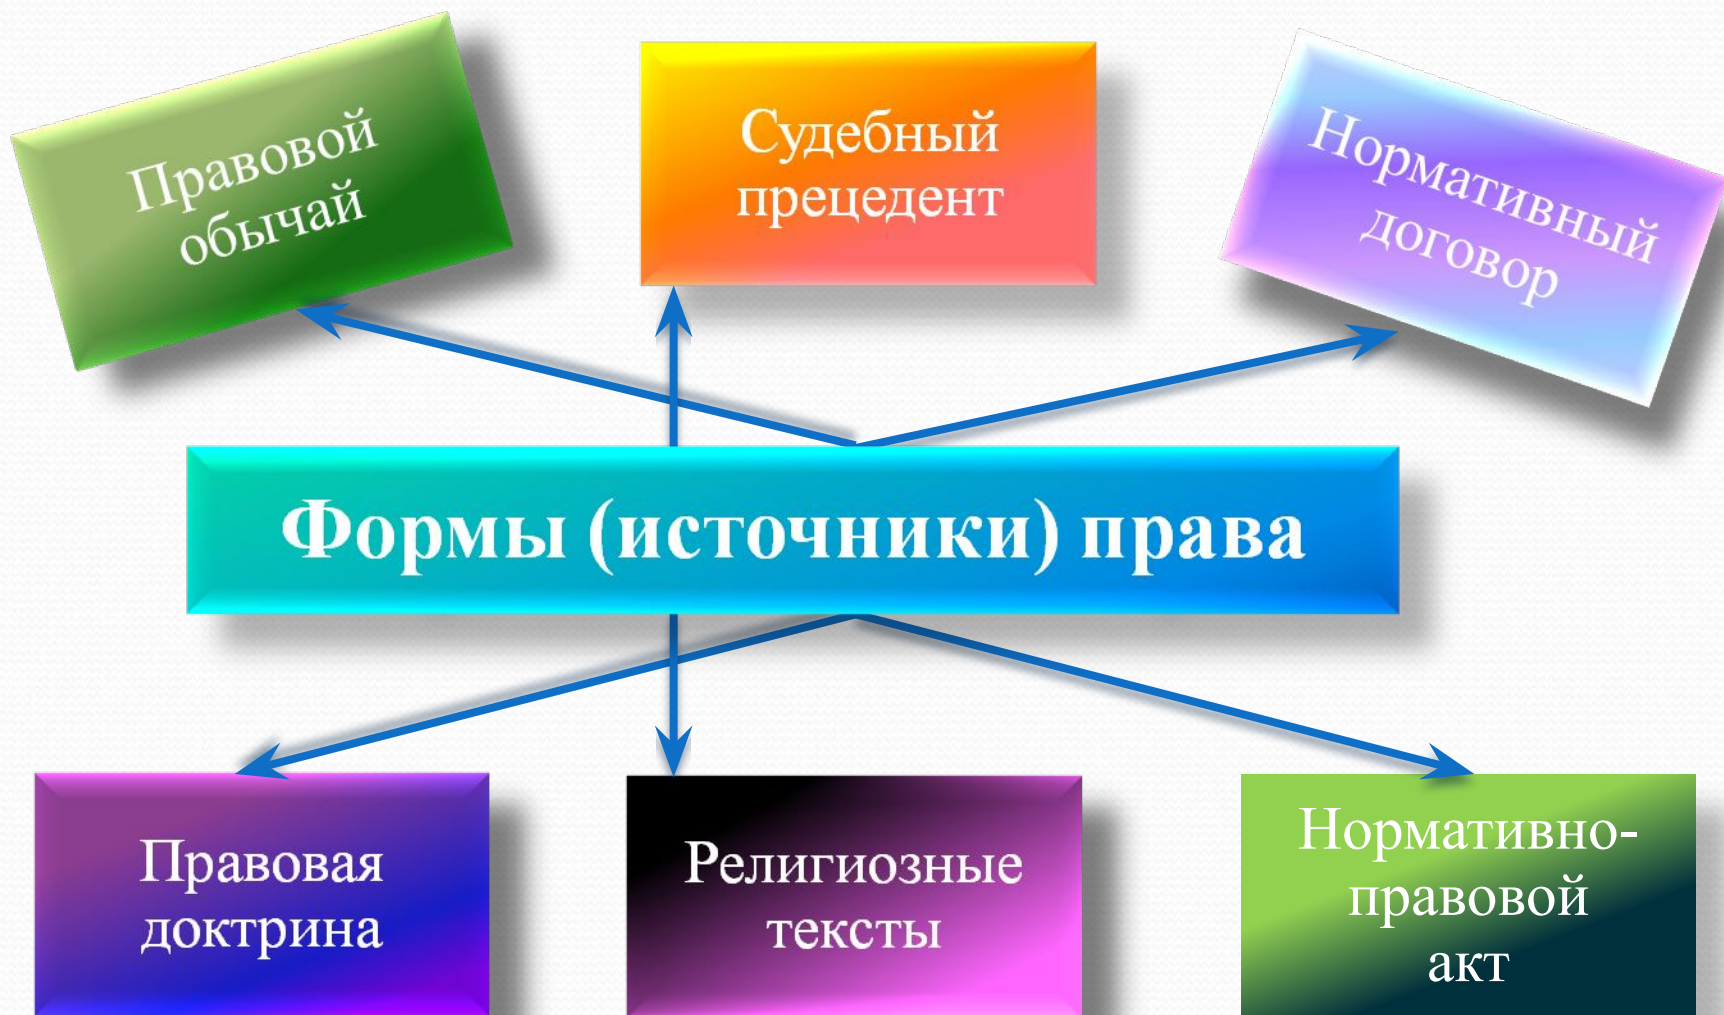 Правовой
обычай
Судебный
прецедент
Нормативный
договор
Формы (источники) права
Правовая
доктрина
Религиозные
тексты
Нормативно-
правовой
акт